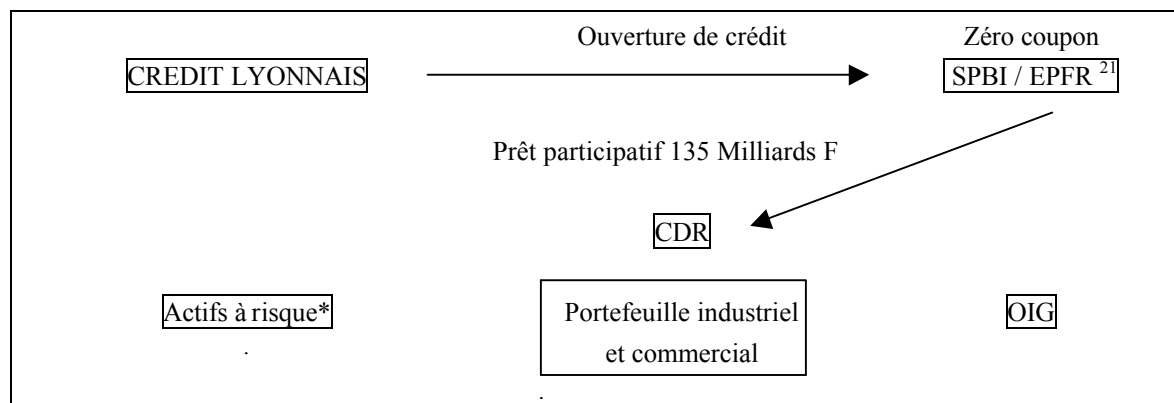 Ouverture de crédit Zéro coupon
CREDIT LYONNAIS SPBI / EPFR 21
Prêt participatif 135 Milliards F
CDR
Actifs à risque* Portefeuille industriel OIG
et commercial